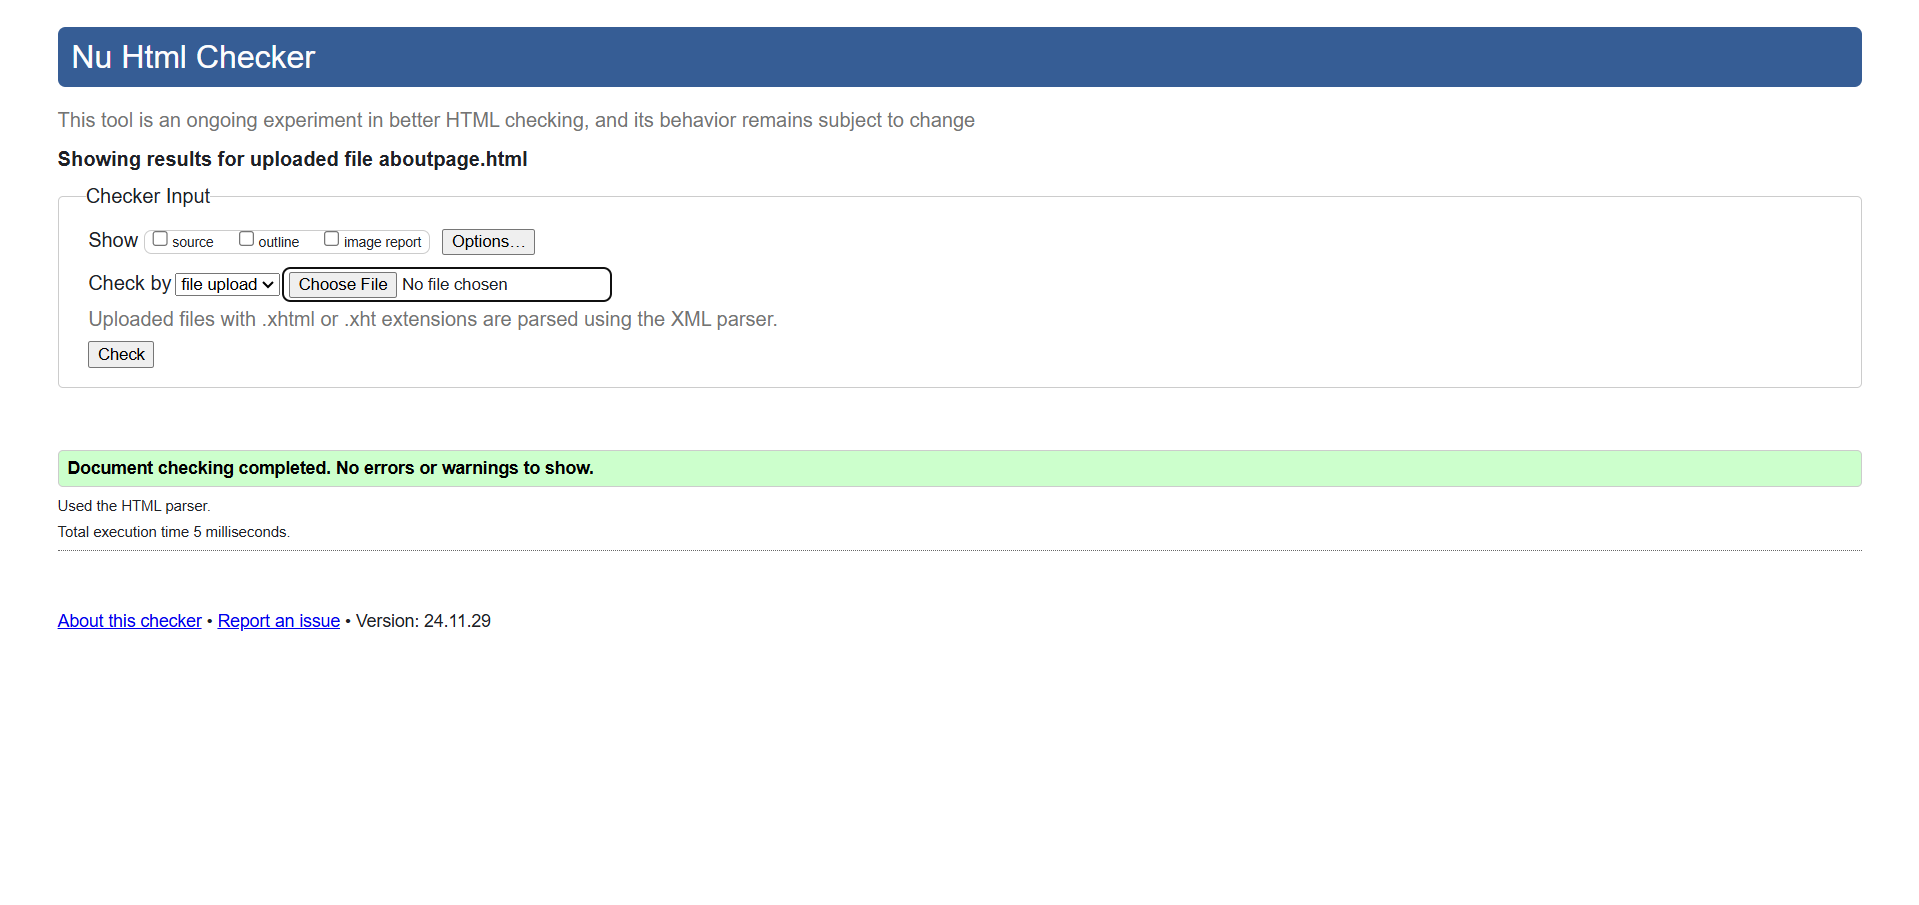 Nu Html Checker
This tool is an ongoing experiment in better HTML checking, and its behavior remains subject to change
Showing results for uploaded file aboutpage.html
Checker Input
Show source outline image report Options…
Check by file upload Choose File No file chosen
Uploaded files with .xhtml or .xht extensions are parsed using the XML parser.
Check
Document checking completed. No errors or warnings to show.
Used the HTML parser.
Total execution time 5 milliseconds.
About this checker • Report an issue • Version: 24.11.29